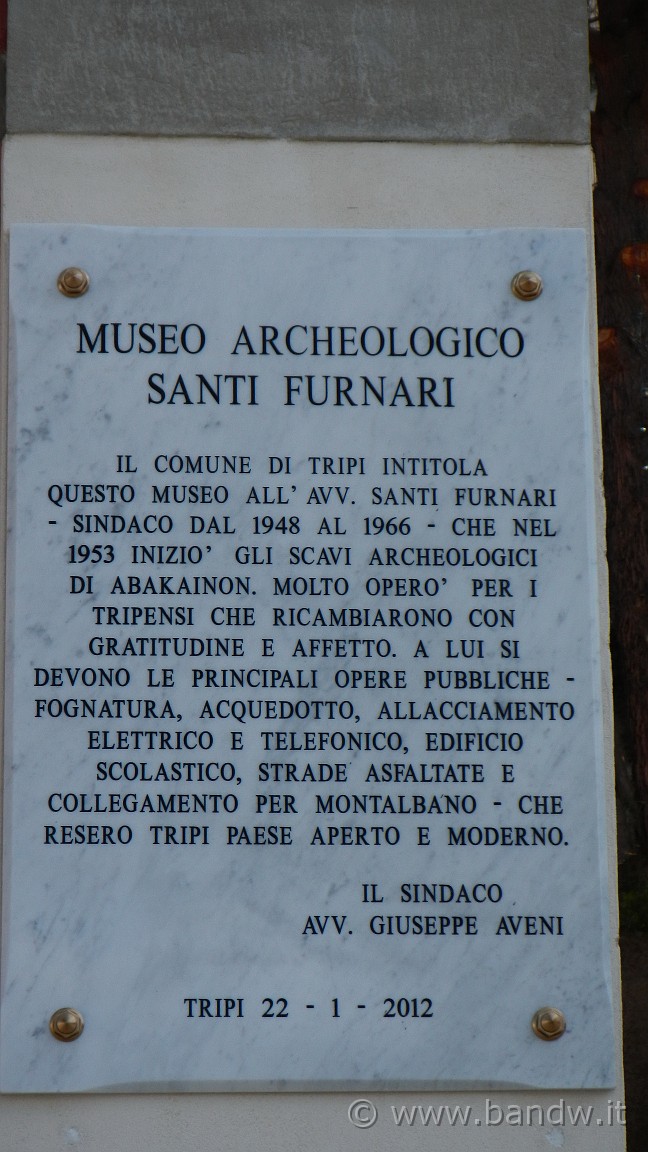 MUSEO ARCHEOLOGICO
SANTI FURNARI
IL COMUNE DI TRIPI INTITOLA
QUESTO MUSEO ALL' AVV. SANTI FURNARI
- SINDACO DAL 1948 AL 1966 - CHE NEL
1953 INIZIO' GLI SCAVI ARCHEOLOGICI
DI ABAKAINON. MOLTO OPERO' PER I
TRIPENSI CHE RICAMBIARONO CON
GRATITUDINE E AFFETTO. A LUI SI
DEVONO LE PRINCIPALI OPERE PUBBLICHE -
FOGNATURA, ACQUEDOTTO, ALLACCIAMENTO
ELETTRICO E TELEFONICO, EDIFICIO
SCOLASTICO, STRADE ASFALTATE E
COLLEGAMENTO PER MONTALBANO - CHE
RESERO TRIPI PAESE APERTO E MODERNO.
IL SINDACO
AVV. GIUSEPPE AVENI
TRIPI 22 - 1 - 2012
© www.bandw.it